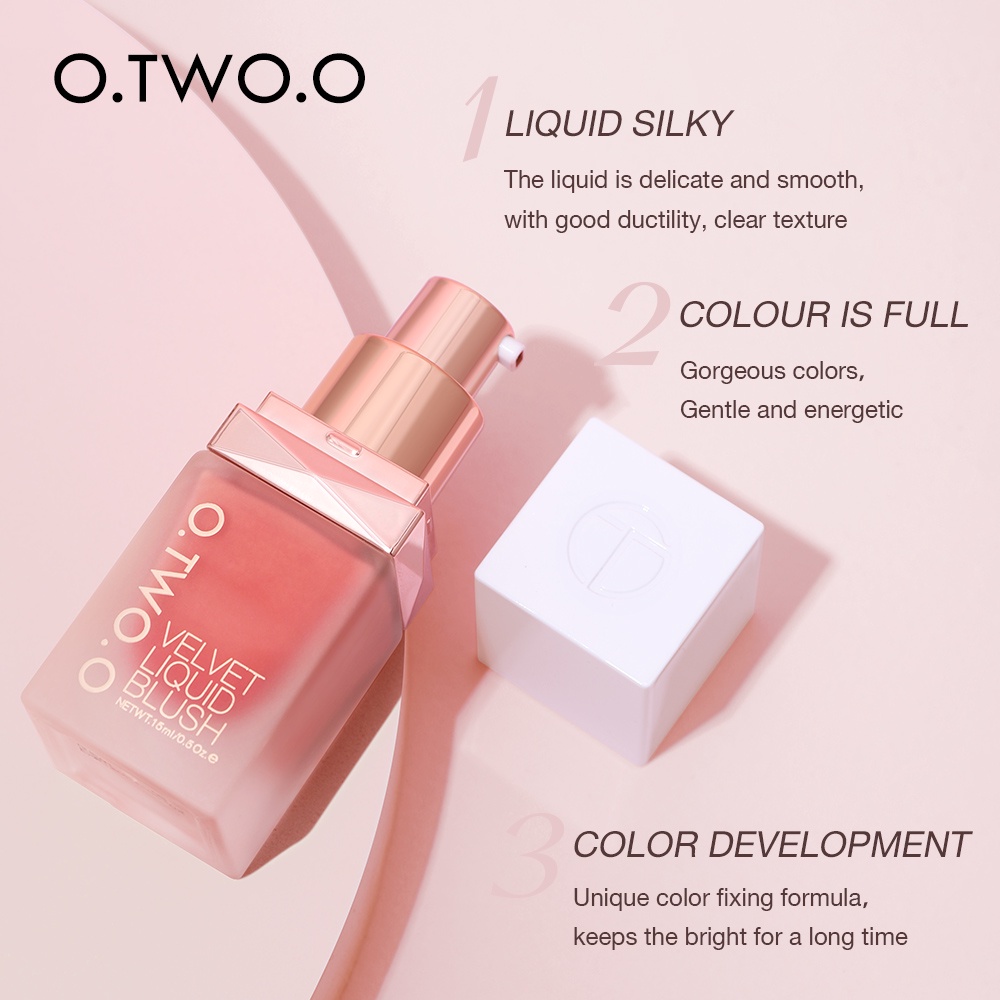 O.TWO.O
1
LIQUID SILKY
The liquid is delicate and smooth,
with good ductility, clear texture
2
COLOUR IS FULL
Gorgeous colors,
Gentle and energetic
O.TWO.O
VELVET
LIQUID
BLUSH
NETWT.15ml/0.5Oz.e
3
COLOR DEVELOPMENT
Unique color fixing formula,
keeps the bright for a long time